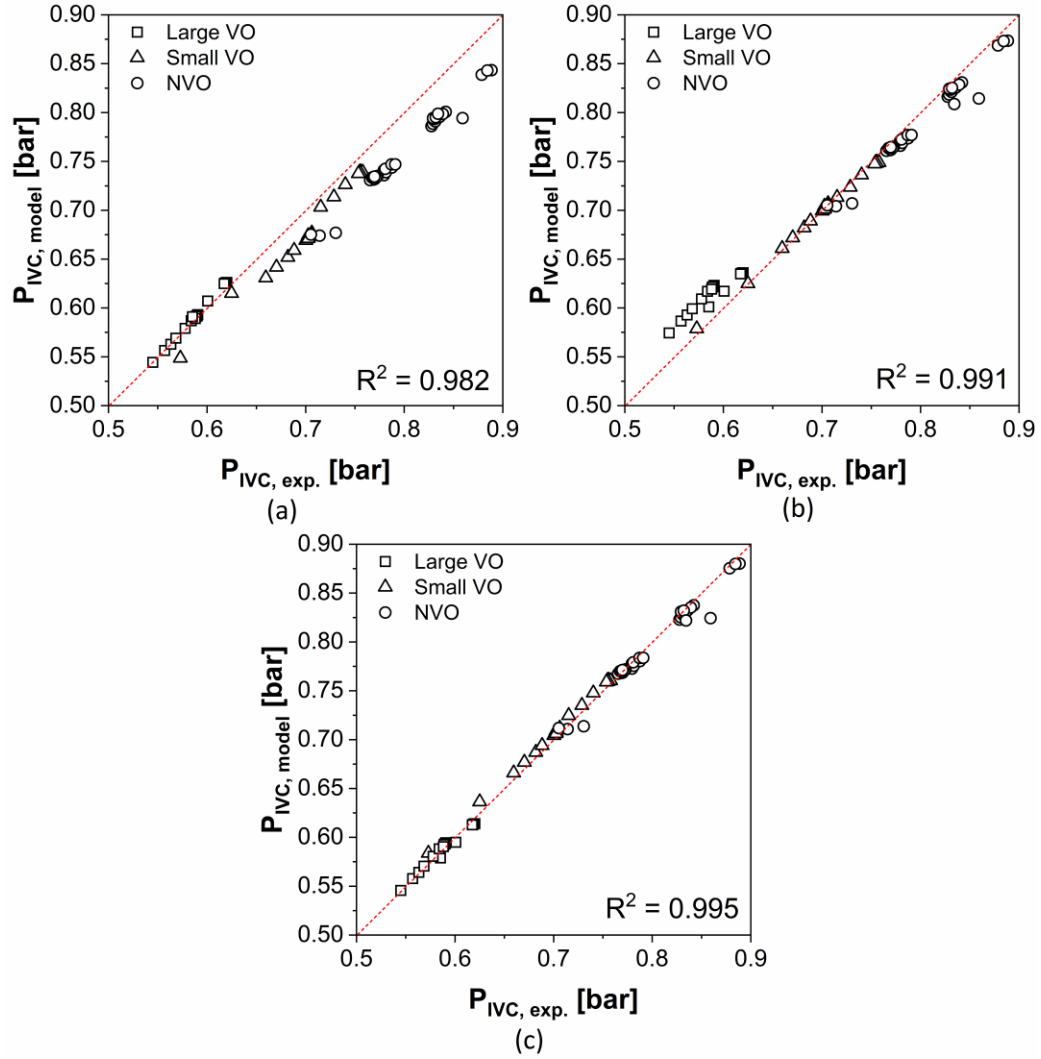 0.90
0.85
0.80
0.75
0.70
0.65
0.60
0.55
0.50
P_IVC, model [bar]
Large VO
Small VO
NVO
R² = 0.982
0.5 0.6 0.7 0.8 0.9
P_IVC, exp. [bar]
(a)
0.90
0.85
0.80
0.75
0.70
0.65
0.60
0.55
0.50
P_IVC, model [bar]
Large VO
Small VO
NVO
R² = 0.991
0.5 0.6 0.7 0.8 0.9
P_IVC, exp. [bar]
(b)
0.90
0.85
0.80
0.75
0.70
0.65
0.60
0.55
0.50
P_IVC, model [bar]
Large VO
Small VO
NVO
R² = 0.995
0.5 0.6 0.7 0.8 0.9
P_IVC, exp. [bar]
(c)